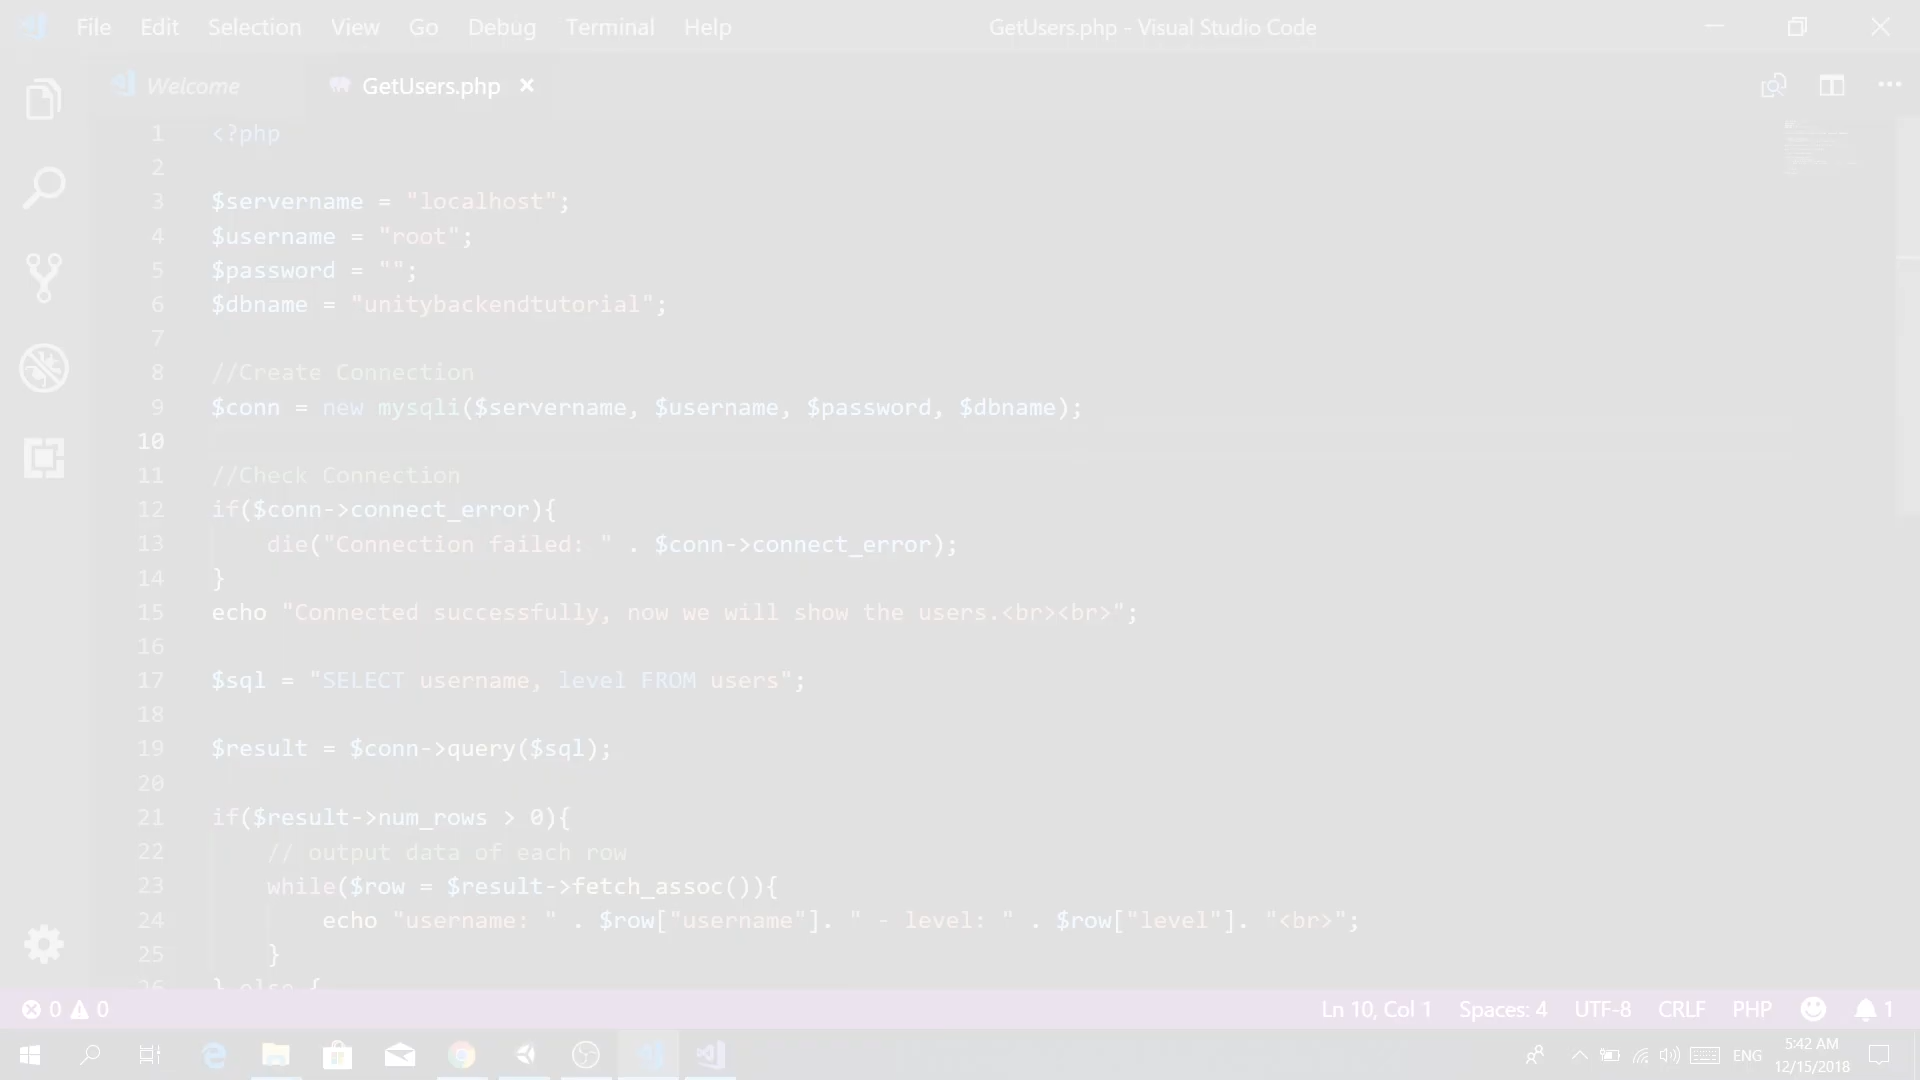 File Edit Selection View Go Debug Terminal Help GetUsers.php - Visual Studio Code
Welcome GetUsers.php
1 <?php
2
3 $servername = "localhost";
4 $username = "root";
5 $password = "";
6 $dbname = "unitybackendtutorial";
7
8 //Create Connection
9 $conn = new mysqli($servername, $username, $password, $dbname);
10
11 //Check Connection
12 if($conn->connect_error){
13 die("Connection failed: " . $conn->connect_error);
14 }
15 echo "Connected successfully, now we will show the users.<br><br>";
16
17 $sql = "SELECT username, level FROM users";
18
19 $result = $conn->query($sql);
20
21 if($result->num_rows > 0){
22 // output data of each row
23 while($row = $result->fetch_assoc()){
24 echo "username: " . $row["username"]. " - level: " . $row["level"]. "<br>";
25 }
26 } else {
0 0 Ln 10, Col 1 Spaces: 4 UTF-8 CRLF PHP 1
ENG 5:42 AM
12/15/2018